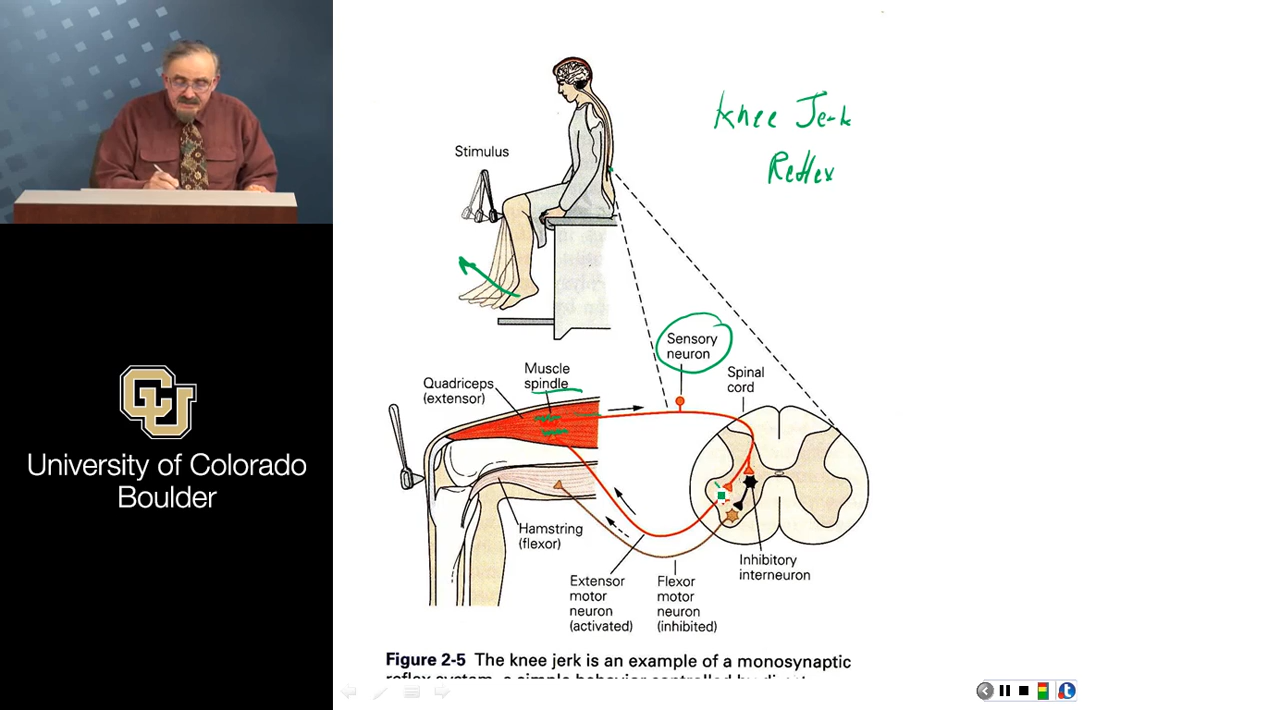 Knee Jerk
Reflex
Stimulus
Sensory
neuron
Muscle
spindle
Quadriceps
(extensor)
Spinal
cord
Hamstring
(flexor)
Extensor
motor
neuron
(activated)
Flexor
motor
neuron
(inhibited)
Inhibitory
interneuron
Figure 2-5 The knee jerk is an example of a monosynaptic
CU
University of Colorado
Boulder